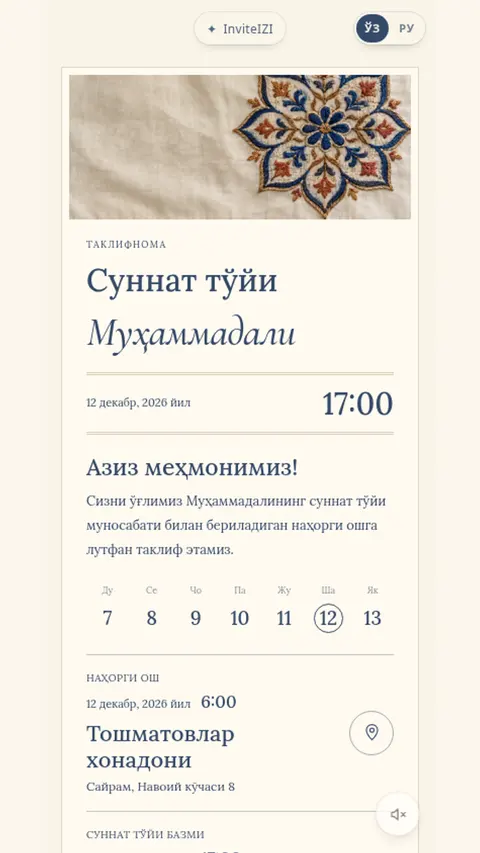 InviteIZI
ЎЗ РУ
ТАКЛИФНОМА
Суннат тўйи
Муҳаммадали
12 декабр, 2026 йил 17:00
Азиз меҳмонимиз!
Сизни ўғлимиз Муҳаммадалининг суннат тўйи
муносабати билан бериладиган наҳорги ошга
лутфан таклиф этамиз.
Ду Се Чо Па Жу Ша Як
7 8 9 10 11 12 13
НАҲОРГИ ОШ
12 декабр, 2026 йил 6:00
Тошматовлар
хонадони
Сайрам, Навоий кўчаси 8
СУННАТ ТЎЙИ БАЗМИ